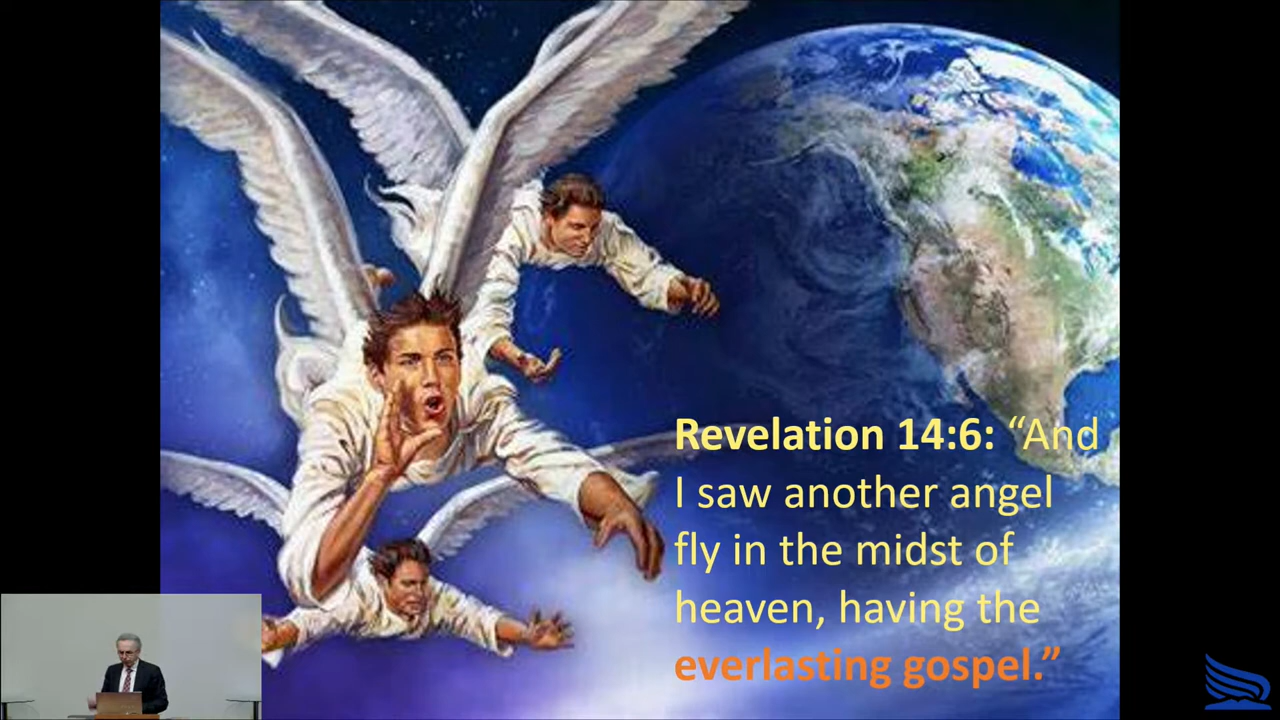 Revelation 14:6: “And
I saw another angel
fly in the midst of
heaven, having the
everlasting gospel.”